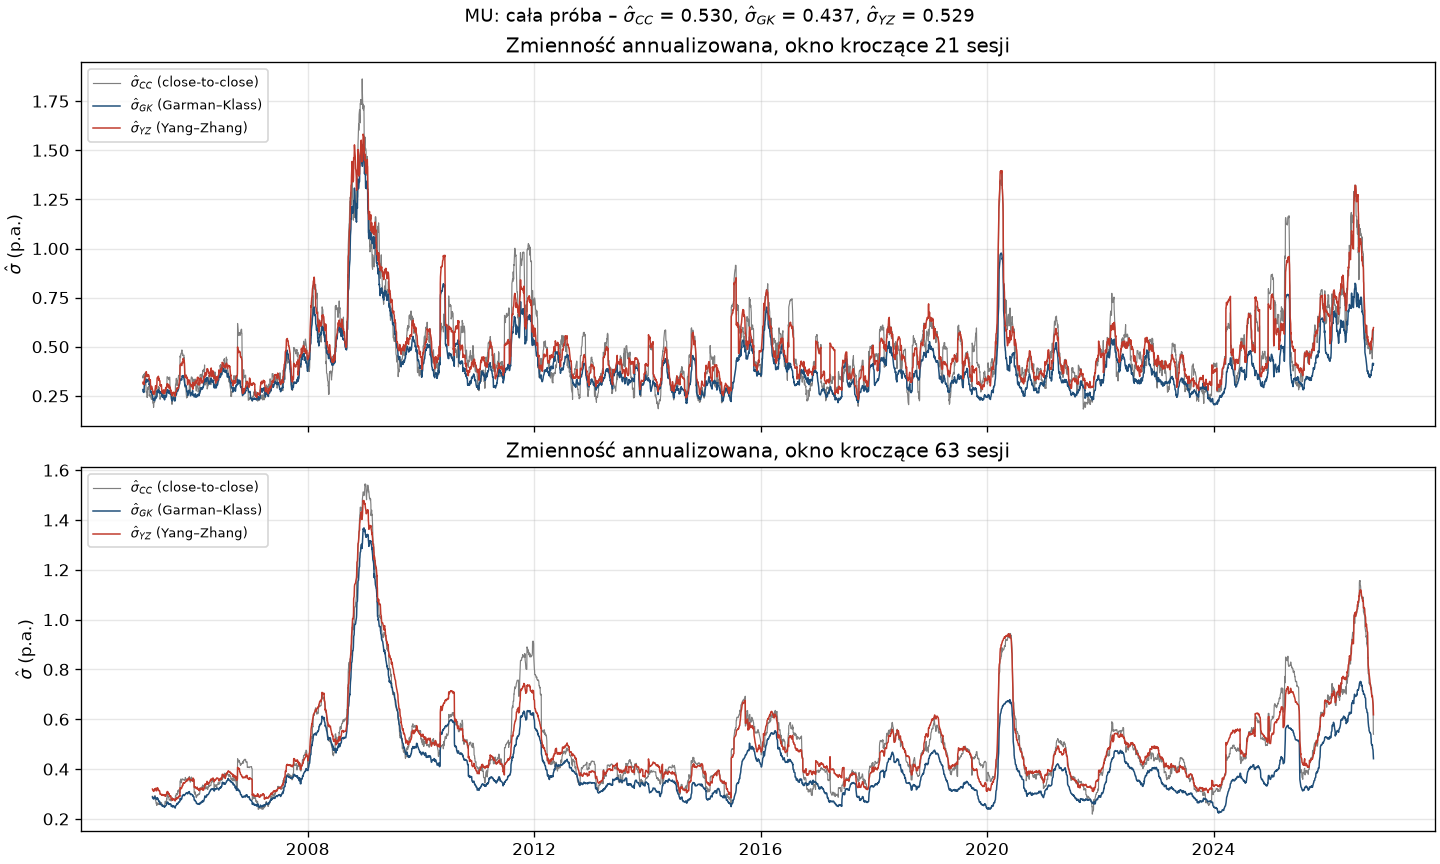 MU: cała próba – σ̂CC = 0.530, σ̂GK = 0.437, σ̂YZ = 0.529
Zmienność annualizowana, okno kroczące 21 sesji
σ̂CC (close-to-close)
σ̂GK (Garman–Klass)
σ̂YZ (Yang–Zhang)
σ̂ (p.a.)
1.75
1.50
1.25
1.00
0.75
0.50
0.25
Zmienność annualizowana, okno kroczące 63 sesji
σ̂CC (close-to-close)
σ̂GK (Garman–Klass)
σ̂YZ (Yang–Zhang)
σ̂ (p.a.)
1.6
1.4
1.2
1.0
0.8
0.6
0.4
0.2
2008 2012 2016 2020 2024